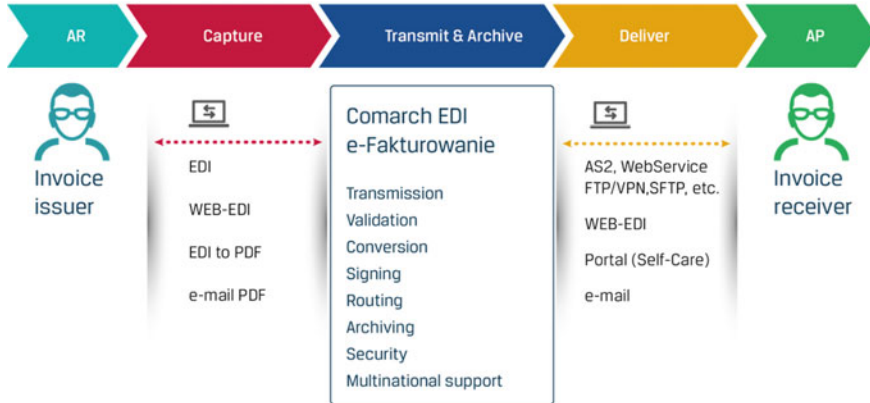 AR
Capture
Transmit & Archive
Deliver
AP
Invoice
issuer
EDI
WEB-EDI
EDI to PDF
e-mail PDF
Comarch EDI
e-Fakturowanie
Transmission
Validation
Conversion
Signing
Routing
Archiving
Security
Multinational support
AS2, WebService
FTP/VPN,SFTP, etc.
WEB-EDI
Portal (Self-Care)
e-mail
Invoice
receiver